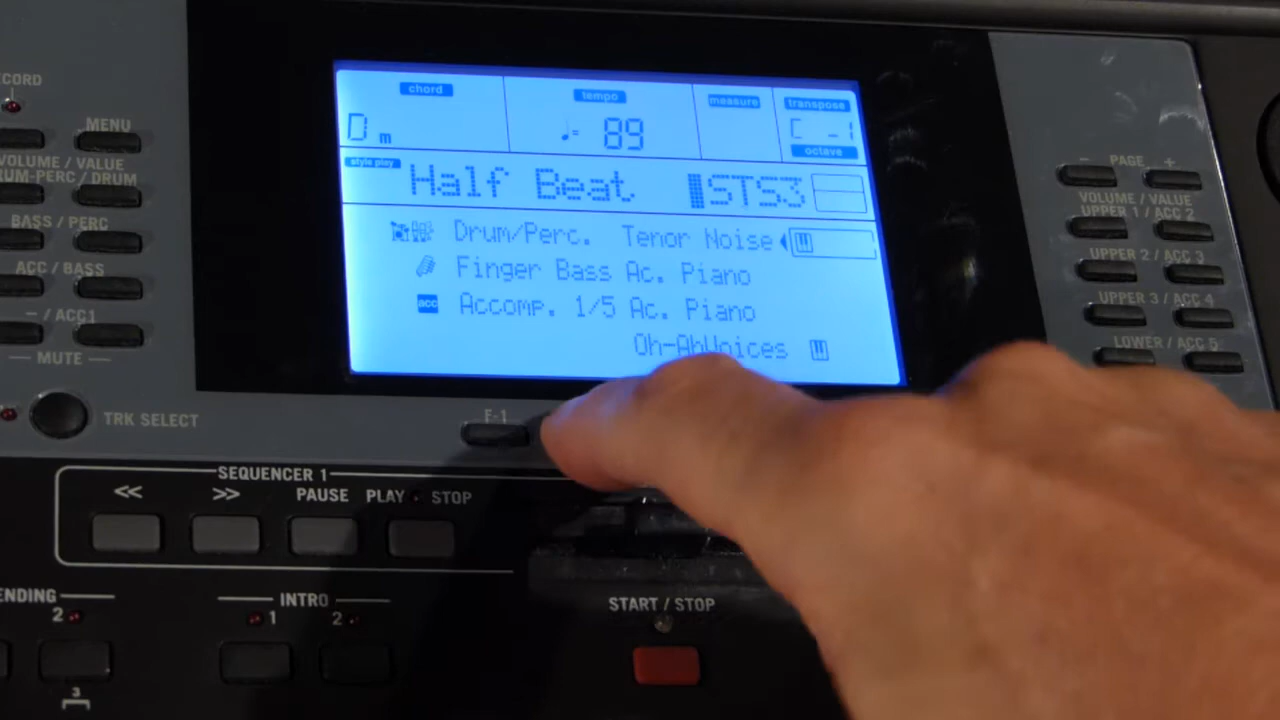 CORD
MENU
VOLUME / VALUE
DRUM-PERC / DRUM
BASS / PERC
ACC / BASS
- / ACC1
MUTE
TRK SELECT
chord
tempo
measure
transpose
Dm
♩= 89
C -1
octave
style play
Half Beat
STS3
Drum/Perc. Tenor Noise
Finger Bass Ac. Piano
acc Accomp. 1/5 Ac. Piano
Oh-AhVoices
- PAGE +
VOLUME / VALUE
UPPER 1 / ACC 2
UPPER 2 / ACC 3
UPPER 3 / ACC 4
LOWER / ACC 5
F-1
SEQUENCER 1
<< >> PAUSE PLAY STOP
ENDING
2
INTRO
1 2
START / STOP
3